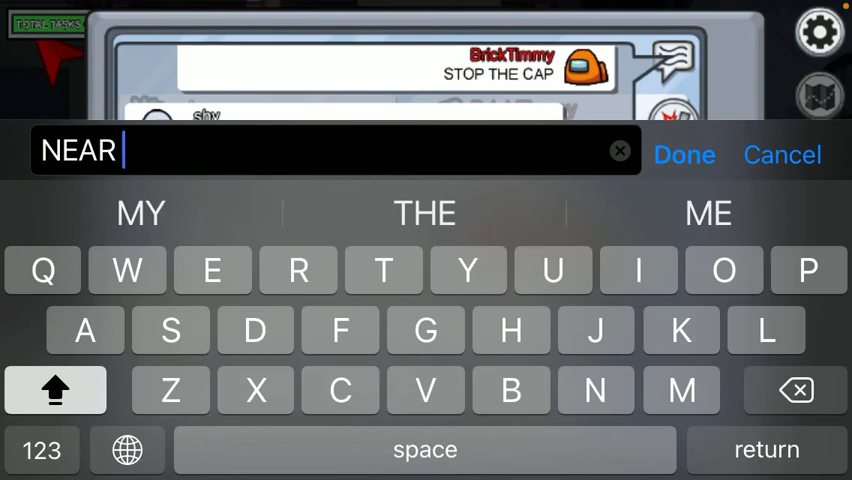 TOTAL TASKS
BrickTimmy
STOP THE CAP
shy
NEAR
Done
Cancel
MY THE ME
Q W E R T Y U I O P
A S D F G H J K L
Z X C V B N M
123 space return